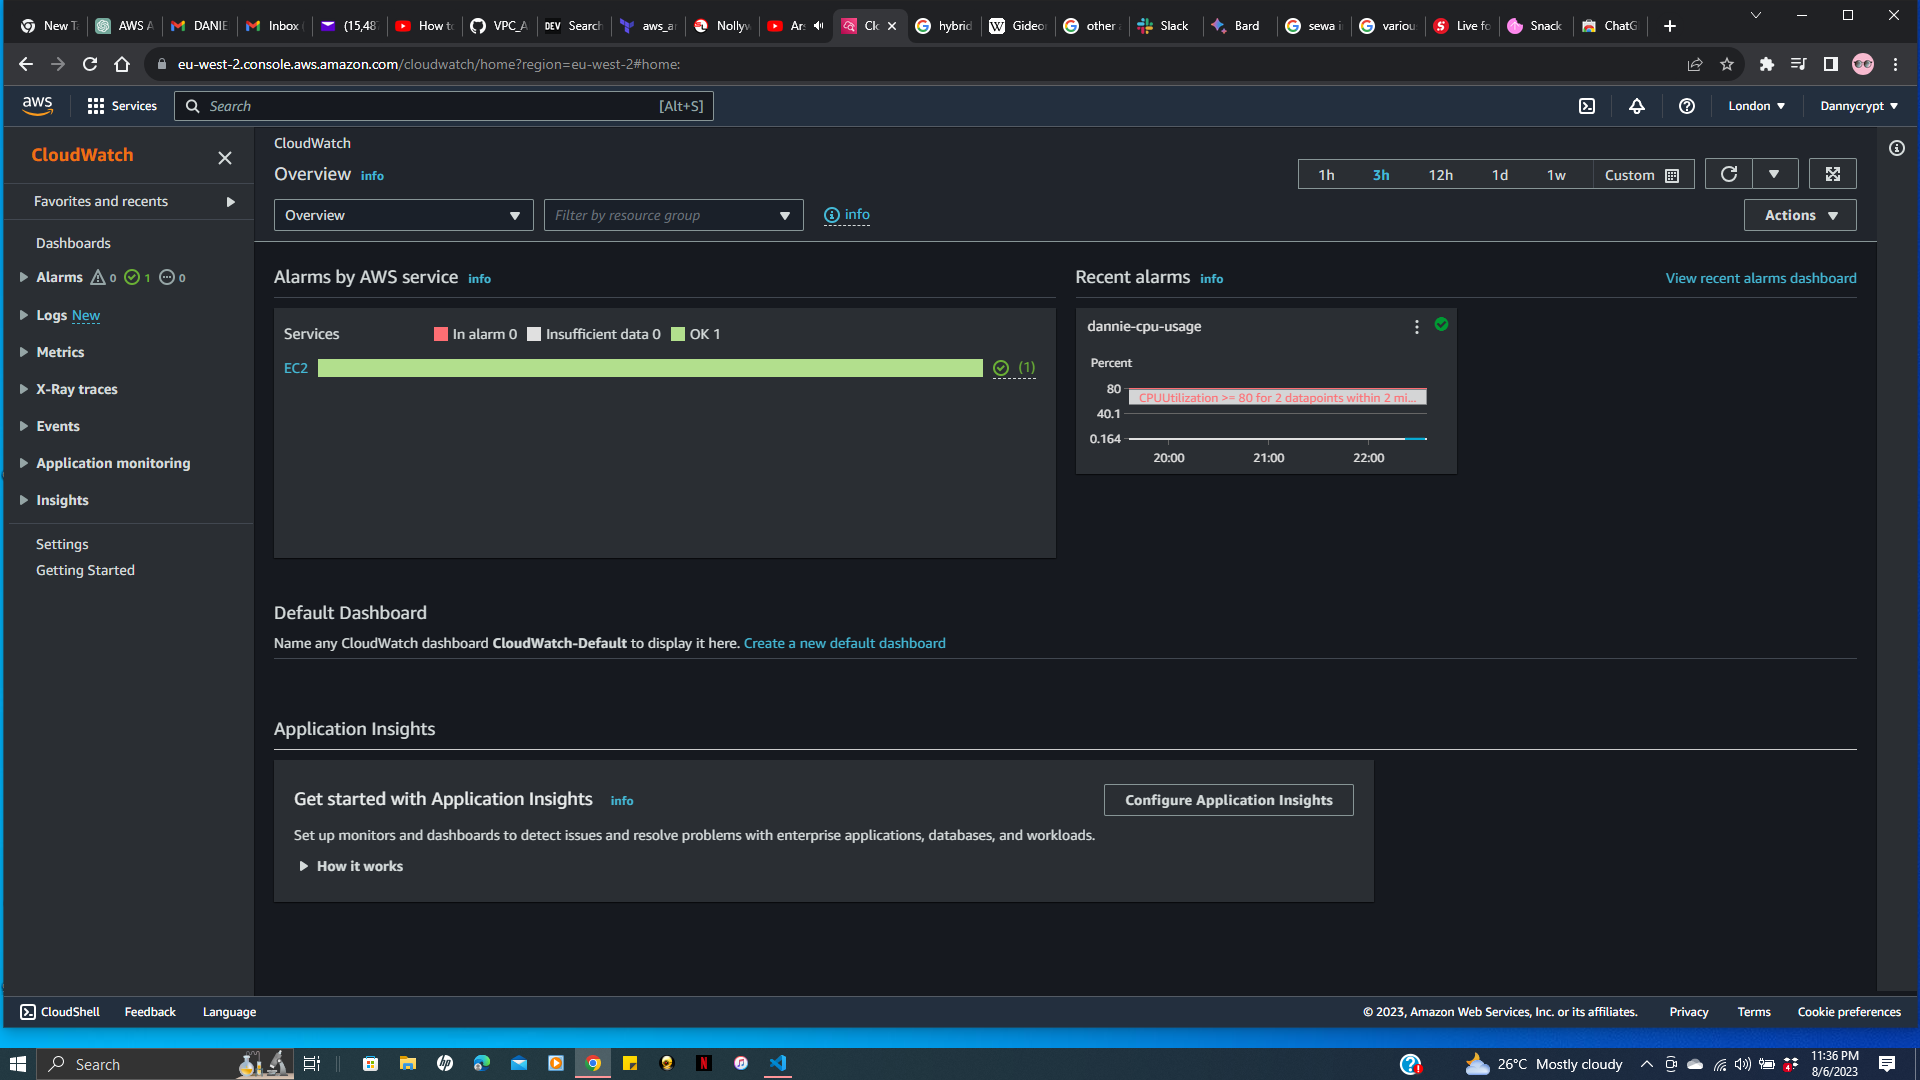 New Ta
AWS A
DANIE
Inbox (
(15,487
How to
VPC_A
DEV Search
aws_an
Nollyw
Ars
Clo
hybrid
W Gideon
other a
Slack
Bard
sewa in
various
Live fo
Snack
ChatG
eu-west-2.console.aws.amazon.com/cloudwatch/home?region=eu-west-2#home:
aws Services Search [Alt+S] London Dannycrypt
CloudWatch
Favorites and recents
Dashboards
Alarms 0 1 0
Logs New
Metrics
X-Ray traces
Events
Application monitoring
Insights
Settings
Getting Started
CloudWatch
Overview info
1h 3h 12h 1d 1w Custom
Overview Filter by resource group info Actions
Alarms by AWS service info
Services In alarm 0 Insufficient data 0 OK 1
EC2 (1)
Recent alarms info View recent alarms dashboard
dannie-cpu-usage
Percent
80
CPUUtilization >= 80 for 2 datapoints within 2 mi...
40.1
0.164
20:00 21:00 22:00
Default Dashboard
Name any CloudWatch dashboard CloudWatch-Default to display it here. Create a new default dashboard
Application Insights
Get started with Application Insights info Configure Application Insights
Set up monitors and dashboards to detect issues and resolve problems with enterprise applications, databases, and workloads.
How it works
CloudShell Feedback Language © 2023, Amazon Web Services, Inc. or its affiliates. Privacy Terms Cookie preferences
Search 26°C Mostly cloudy 11:36 PM
8/6/2023